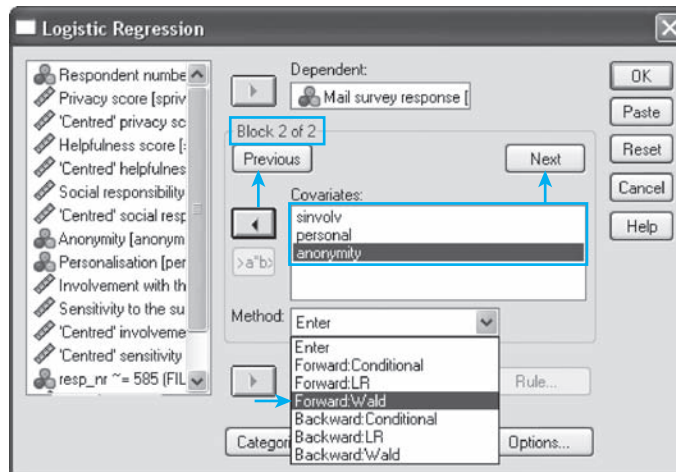 Logistic Regression
Respondent numbe
Privacy score [spriv
'Centred' privacy sc
Helpfulness score [:
'Centred' helpfulnes
Social responsibility
'Centred' social resp
Anonymity [anonym
Personalisation [per
Involvement with th
Sensitivity to the su
'Centred' involveme
'Centred' sensitivity
resp_nr ~= 585 (FIL
Dependent:
Mail survey response [
Block 2 of 2
Previous
Next
Covariates:
sinvolv
personal
anonymity
>a*b>
Method:
Enter
Enter
Forward:Conditional
Forward:LR
Forward:Wald
Backward:Conditional
Backward:LR
Backward:Wald
Rule...
Categori
Options...
OK
Paste
Reset
Cancel
Help